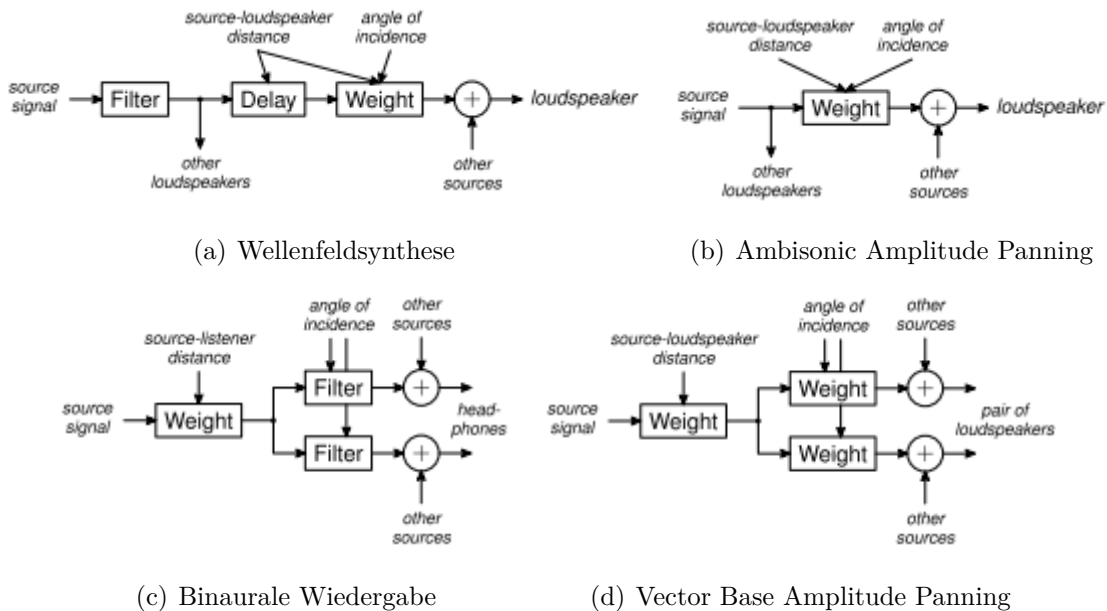 source-loudspeaker
distance
angle of
incidence
source
signal
Filter
Delay
Weight
+
loudspeaker
other
loudspeakers
other
sources
(a) Wellenfeldsynthese
source-loudspeaker
distance
angle of
incidence
source
signal
Weight
+
loudspeaker
other
loudspeakers
other
sources
(b) Ambisonic Amplitude Panning
angle of
incidence
other
sources
source-listener
distance
source
signal
Weight
Filter
+
head-
phones
Filter
+
other
sources
(c) Binaurale Wiedergabe
angle of
incidence
other
sources
source-loudspeaker
distance
source
signal
Weight
Weight
+
pair of
loudspeakers
Weight
+
other
sources
(d) Vector Base Amplitude Panning